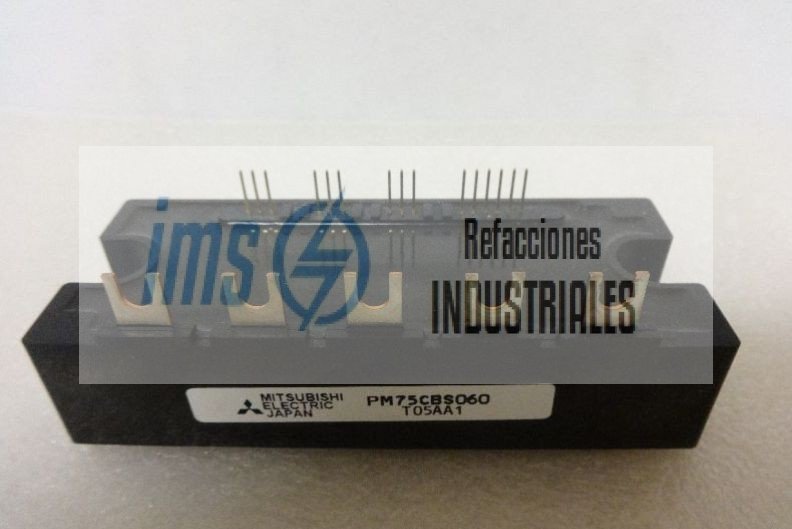 ims
Refacciones
INDUSTRIALES
MITSUBISHI
ELECTRIC
JAPAN
PM75CBS060
T05AA1